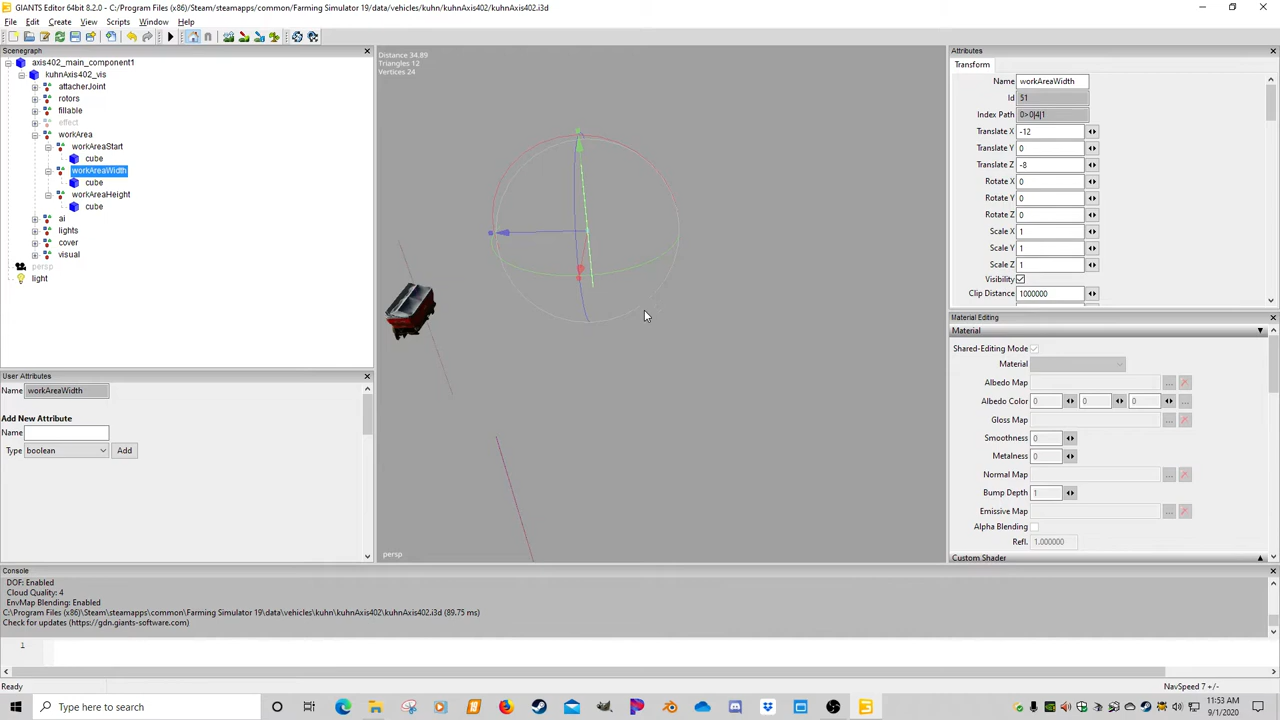 GIANTS Editor 64bit 8.2.0 - C:/Program Files (x86)/Steam/steamapps/common/Farming Simulator 19/data/vehicles/kuhn/kuhnAxis402/kuhnAxis402.i3d
File Edit Create View Scripts Window Help
Scenegraph
axis402_main_component1
kuhnAxis402_vis
attacherJoint
rotors
fillable
effect
workArea
workAreaStart
cube
workAreaWidth
cube
workAreaHeight
cube
ai
lights
cover
visual
persp
light
User Attributes
Name workAreaWidth
Add New Attribute
Name
Type boolean Add
Distance 34.89
Triangles 12
Vertices 24
persp
Attributes
Transform
Name workAreaWidth
Id 51
Index Path 0>0|4|1
Translate X -12
Translate Y 0
Translate Z -8
Rotate X 0
Rotate Y 0
Rotate Z 0
Scale X 1
Scale Y 1
Scale Z 1
Visibility
Clip Distance 1000000
Material Editing
Material
Shared-Editing Mode
Material
Albedo Map ...
Albedo Color 0 0 0 ...
Gloss Map
Smoothness 0
Metalness 0
Normal Map ...
Bump Depth 1
Emissive Map ...
Alpha Blending
Refl. 1.000000
Custom Shader
Console
DOF: Enabled
Cloud Quality: 4
EnvMap Blending: Enabled
C:\Program Files (x86)\Steam\steamapps\common\Farming Simulator 19\data\vehicles\kuhn\kuhnAxis402\kuhnAxis402.i3d (89.75 ms)
Check for updates (https://gdn.giants-software.com)
1
Ready
NavSpeed 7 +/-
Type here to search
11:53 AM
9/1/2020